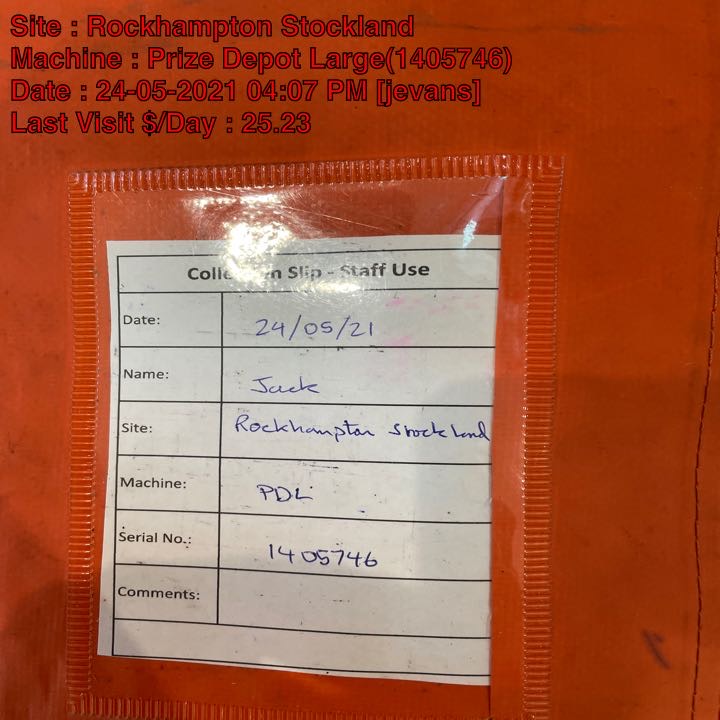 Site : Rockhampton Stockland
Machine : Prize Depot Large(1405746)
Date : 24-05-2021 04:07 PM [jevans]
Last Visit $/Day : 25.23
Collection Slip - Staff Use
Date: 24/05/21
Name: Jack
Site: Rockhampton Stockland
Machine: PDL
Serial No.: 1405746
Comments: